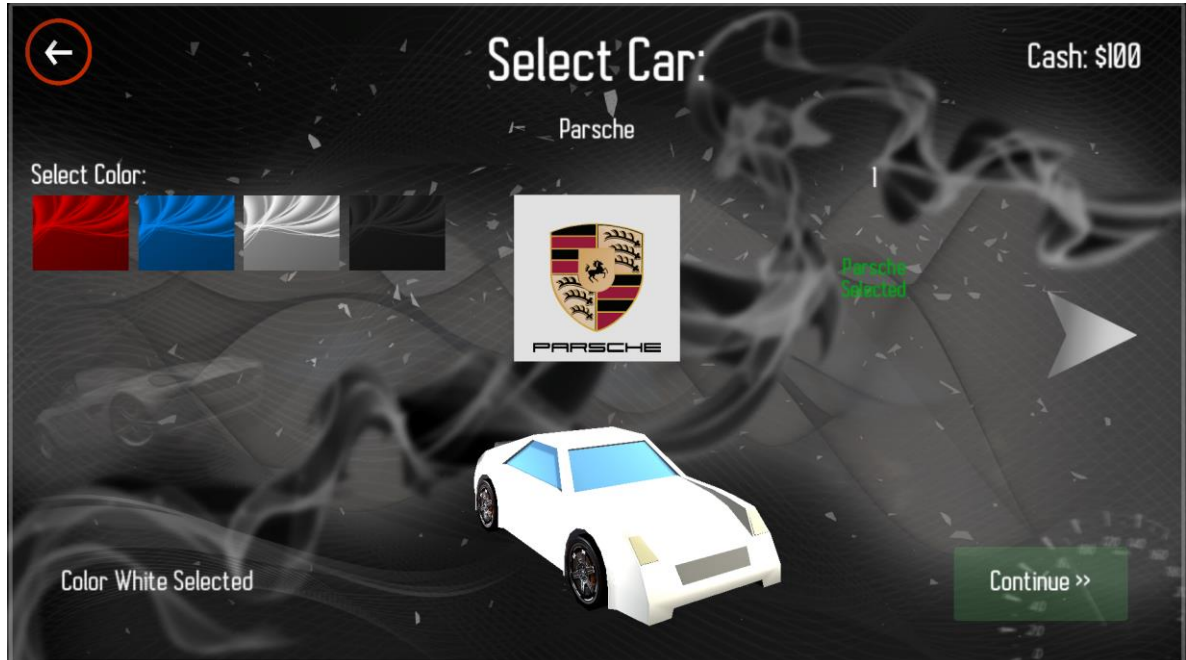 Select Car:
Cash: $100
Parsche
Select Color:
1
PARSCHE
Parsche
Selected
Color White Selected
Continue >>